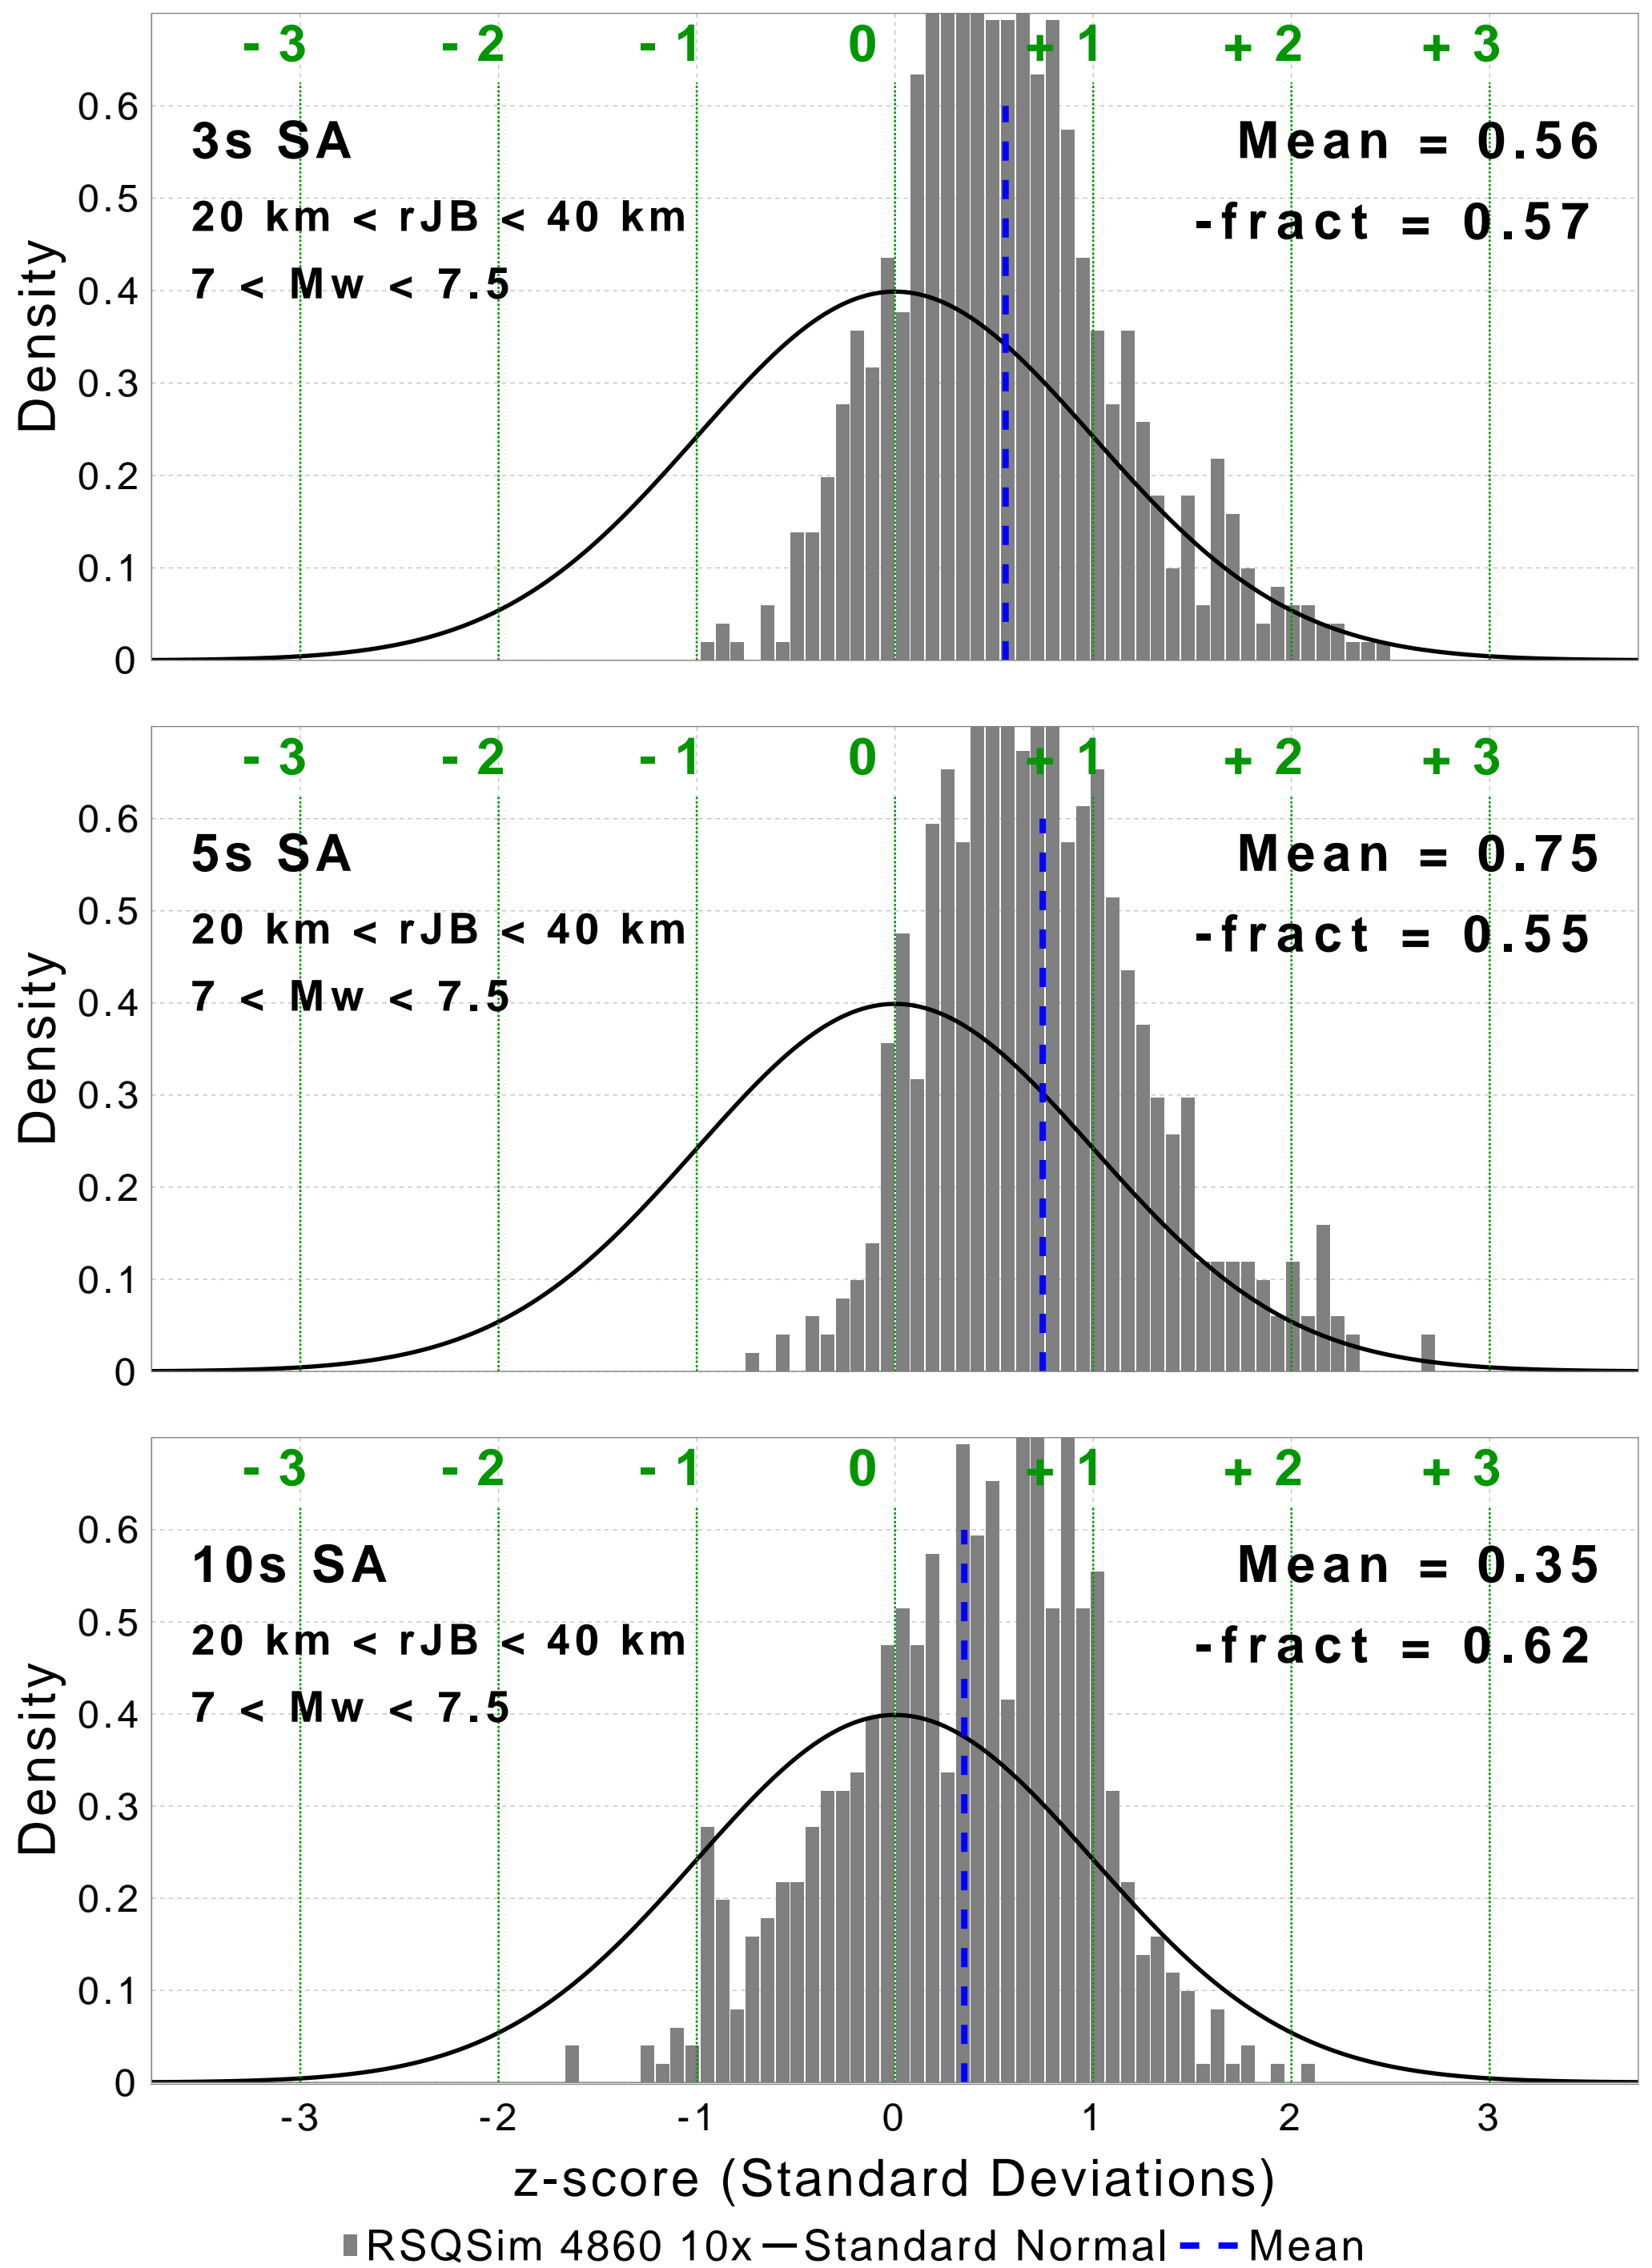 - 3 - 2 - 1 0 + 1 + 2 + 3
0.6
3s SA
Mean = 0.56
0.5
20 km < rJB < 40 km
-fract = 0.57
7 < Mw < 7.5
0.4
Density
0.3
0.2
0.1
0
- 3 - 2 - 1 0 + 1 + 2 + 3
0.6
5s SA
Mean = 0.75
0.5
20 km < rJB < 40 km
-fract = 0.55
7 < Mw < 7.5
0.4
Density
0.3
0.2
0.1
0
- 3 - 2 - 1 0 + 1 + 2 + 3
0.6
10s SA
Mean = 0.35
0.5
20 km < rJB < 40 km
-fract = 0.62
7 < Mw < 7.5
0.4
Density
0.3
0.2
0.1
0
-3 -2 -1 0 1 2 3
z-score (Standard Deviations)
RSQSim 4860 10x Standard Normal Mean